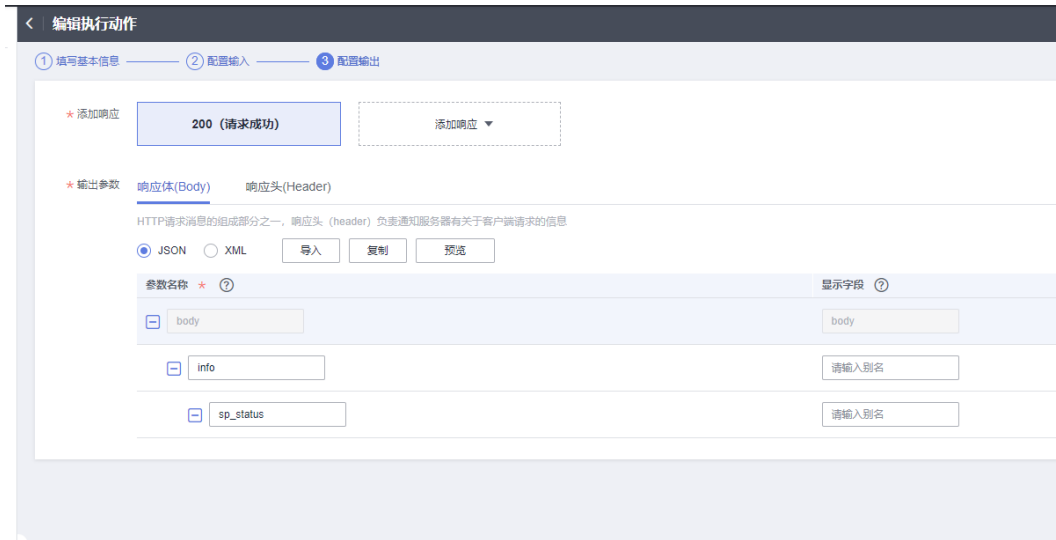 编辑执行动作
1 填写基本信息 2 配置输入 3 配置输出
* 添加响应 200（请求成功） 添加响应
* 输出参数 响应体(Body) 响应头(Header)
HTTP请求消息的组成部分之一，响应头（header）负责通知服务器有关于客户端请求的信息
JSON XML 导入 复制 预览
参数名称 * ? 显示字段 ?
body body
info 请输入别名
sp_status 请输入别名